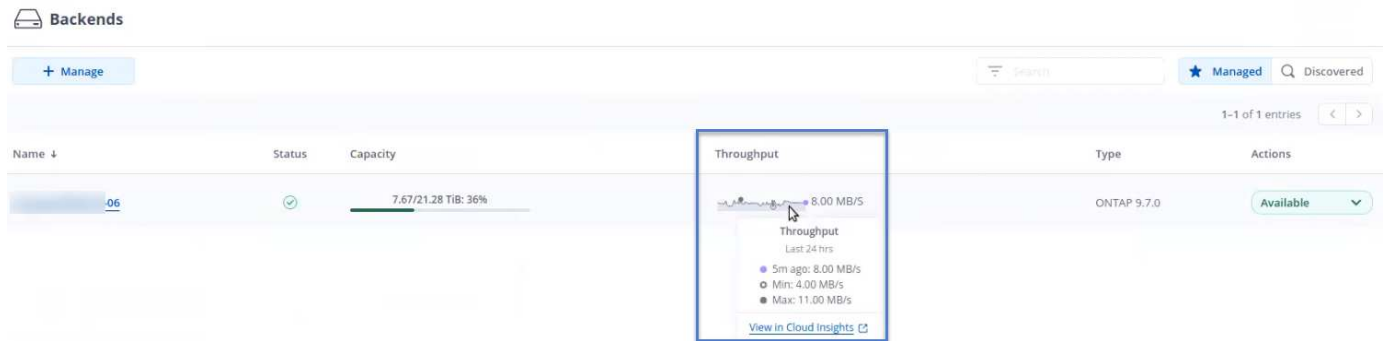 Backends
+ Manage
Search
Managed
Discovered
1-1 of 1 entries
Name ↓
Status
Capacity
Throughput
Type
Actions
-06
7.67/21.28 TiB: 36%
8.00 MB/S
ONTAP 9.7.0
Available
Throughput
Last 24 hrs
5m ago: 8.00 MB/s
Min: 4.00 MB/s
Max: 11.00 MB/s
View in Cloud Insights